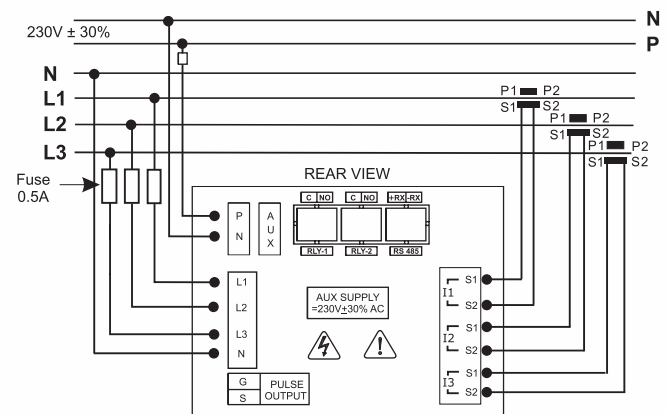 N
230V ± 30%
P
N
L1
L2
L3
P1 P2
S1 S2
P1 P2
S1 S2
P1 P2
S1 S2
Fuse
0.5A
REAR VIEW
C NO
C NO
+RX -RX
RLY-1
RLY-2
RS 485
P
N
AUX
L1
L2
L3
N
AUX SUPPLY
=230V±30% AC
G
S
PULSE
OUTPUT
I1
S1
S2
I2
S1
S2
I3
S1
S2